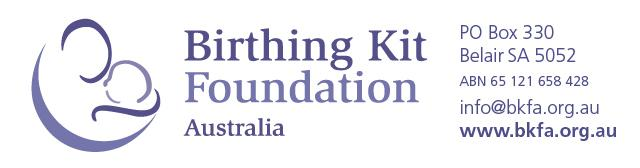 Birthing Kit
Foundation
Australia
PO Box 330
Belair SA 5052
ABN 65 121 658 428
info@bkfa.org.au
www.bkfa.org.au